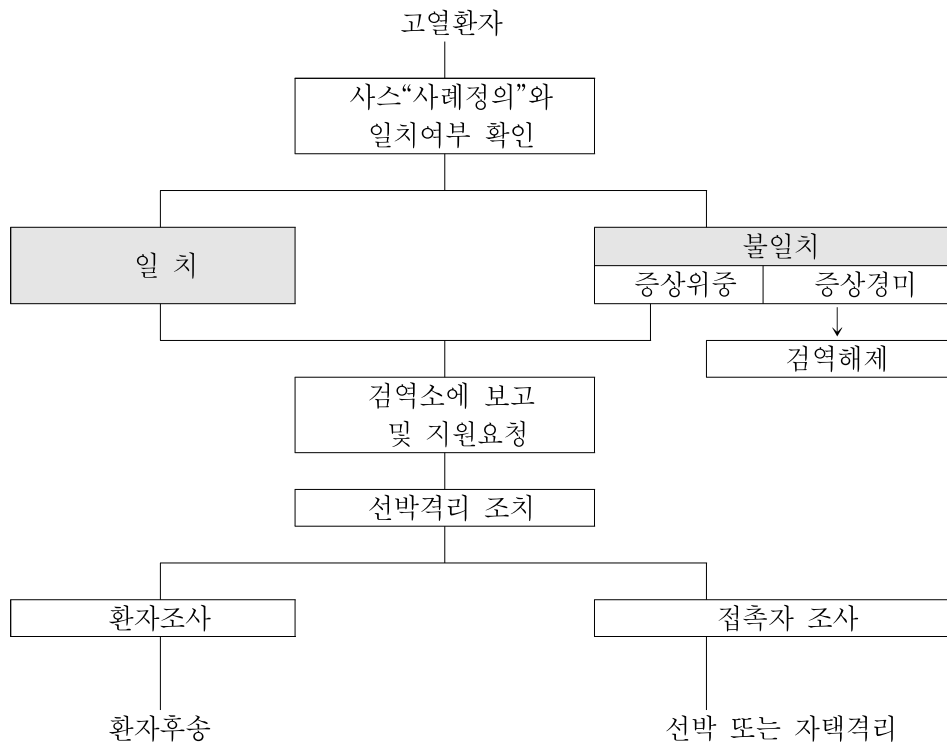 고열환자
사스“사례정의”와
일치여부 확인
일 치
불일치
증상위중
증상경미
검역해제
검역소에 보고
및 지원요청
선박격리 조치
환자조사
접촉자 조사
환자후송
선박 또는 자택격리